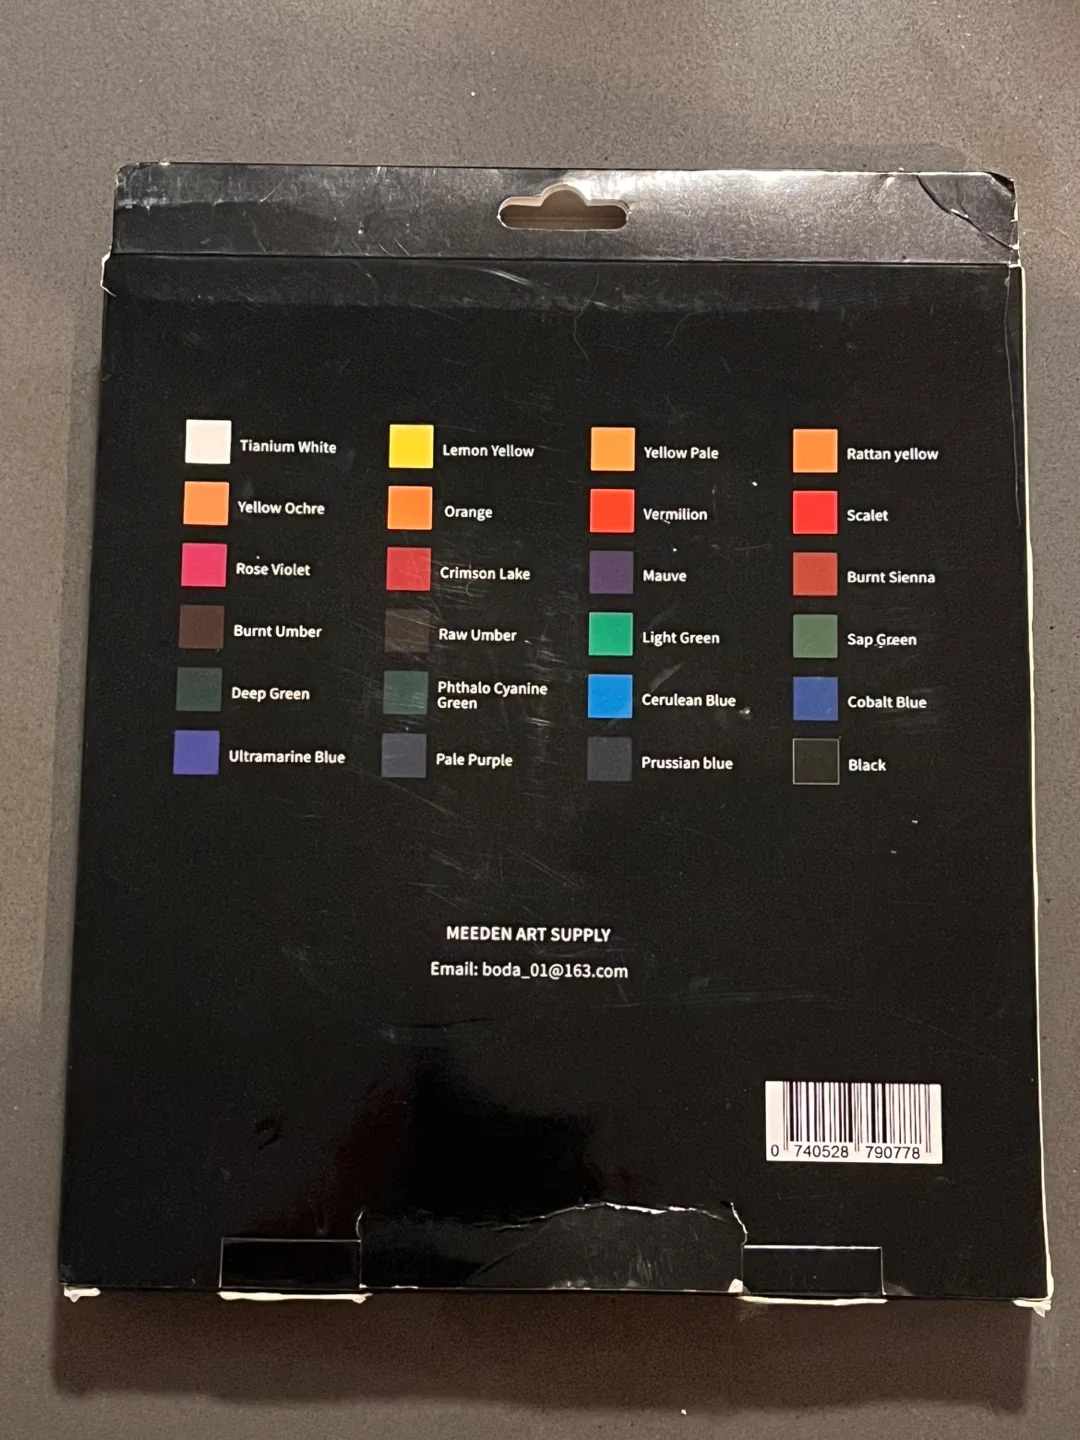 Tianium White Lemon Yellow Yellow Pale Rattan yellow
Yellow Ochre Orange Vermilion Scalet
Rose Violet Crimson Lake Mauve Burnt Sienna
Burnt Umber Raw Umber Light Green Sap Green
Deep Green Phthalo Cyanine
Green Cerulean Blue Cobalt Blue
Ultramarine Blue Pale Purple Prussian blue Black
MEEDEN ART SUPPLY
Email: boda_01@163.com
0 740528 790778